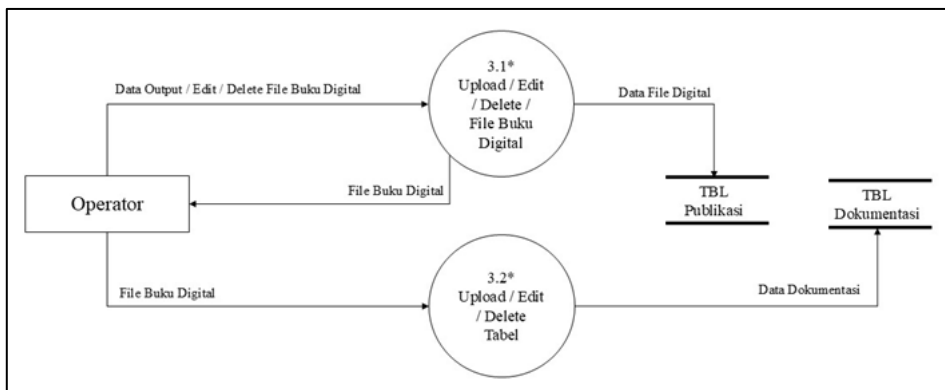 3.1*
Upload / Edit
/ Delete /
File Buku
Digital
Data Output / Edit / Delete File Buku Digital
Data File Digital
File Buku Digital
Operator
TBL
Publikasi
TBL
Dokumentasi
File Buku Digital
3.2*
Upload / Edit
/ Delete
Tabel
Data Dokumentasi